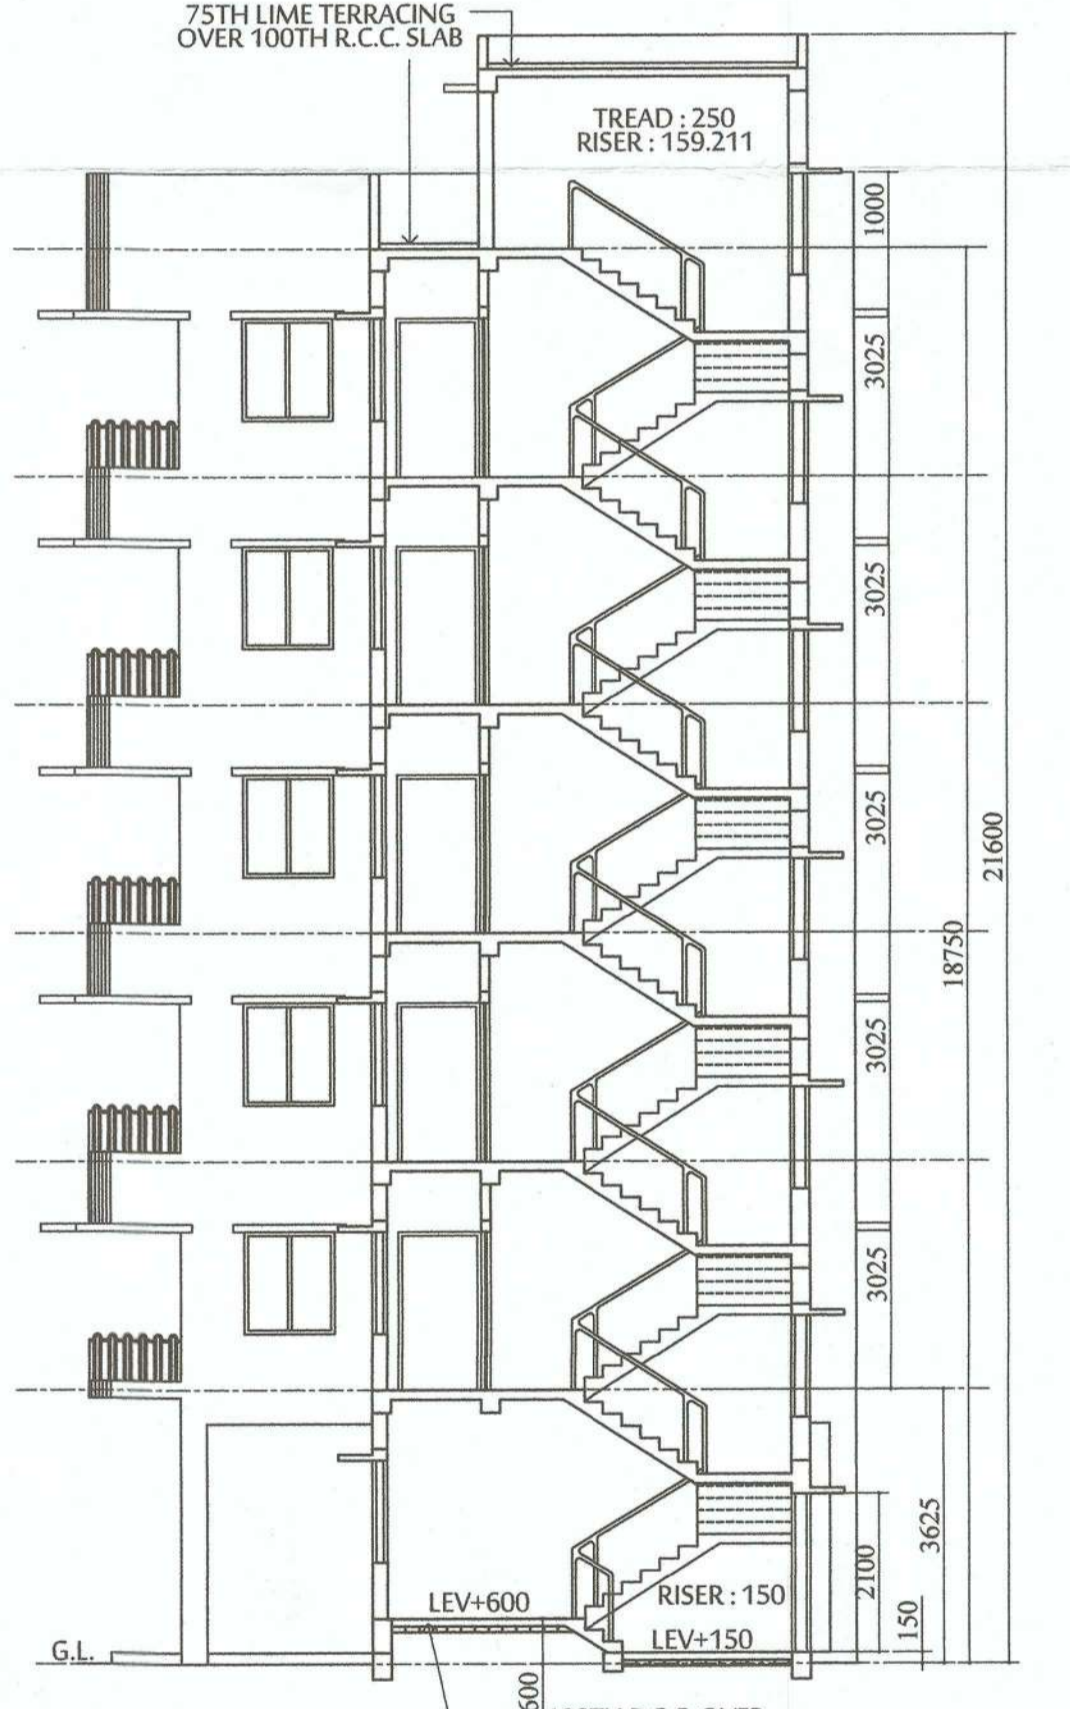 75TH LIME TERRACING
OVER 100TH R.C.C. SLAB
TREAD : 250
RISER : 159.211
1000
3025
3025
3025
21600
18750
3025
3025
3625
2100
RISER : 150
LEV+600
150
LEV+150
G.L.
600